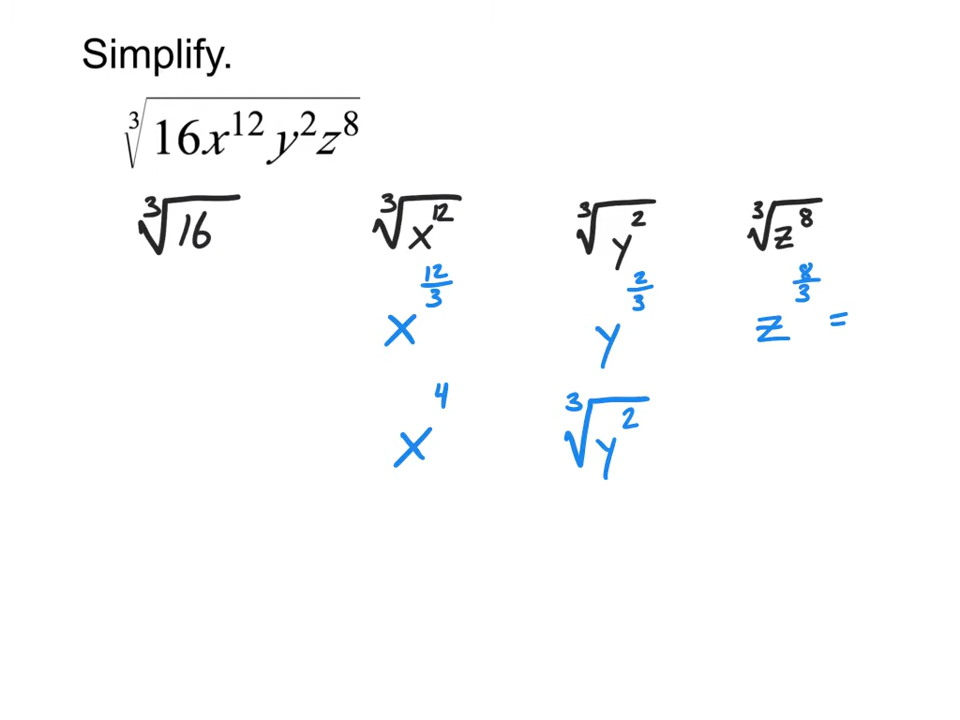 Simplify.
∛(16x¹²y²z⁸)
∛16 ∛x¹² ∛y² ∛z⁸
x^(12/3) y^(2/3) z^(8/3) =
x⁴ ∛y²